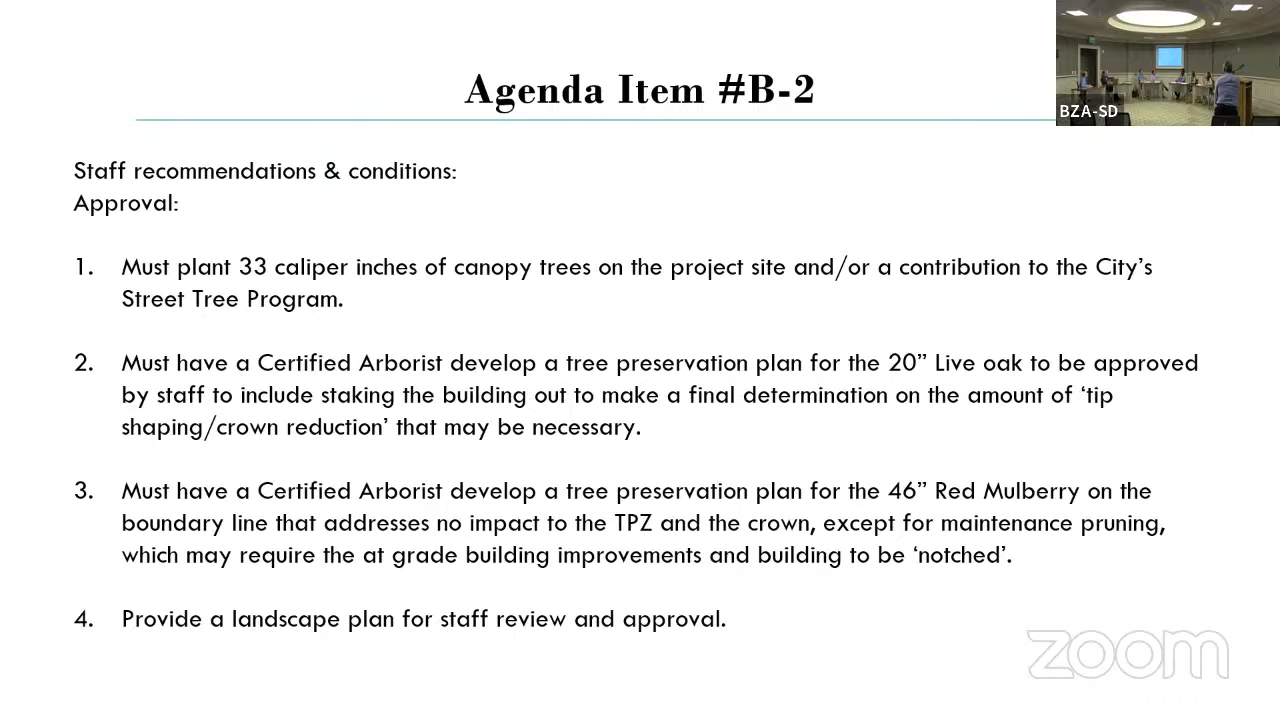 Agenda Item #B-2
BZA-SD
Staff recommendations & conditions:
Approval:
1. Must plant 33 caliper inches of canopy trees on the project site and/or a contribution to the City’s
Street Tree Program.
2. Must have a Certified Arborist develop a tree preservation plan for the 20” Live oak to be approved
by staff to include staking the building out to make a final determination on the amount of ‘tip
shaping/crown reduction’ that may be necessary.
3. Must have a Certified Arborist develop a tree preservation plan for the 46” Red Mulberry on the
boundary line that addresses no impact to the TPZ and the crown, except for maintenance pruning,
which may require the at grade building improvements and building to be ‘notched’.
4. Provide a landscape plan for staff review and approval.
zoom